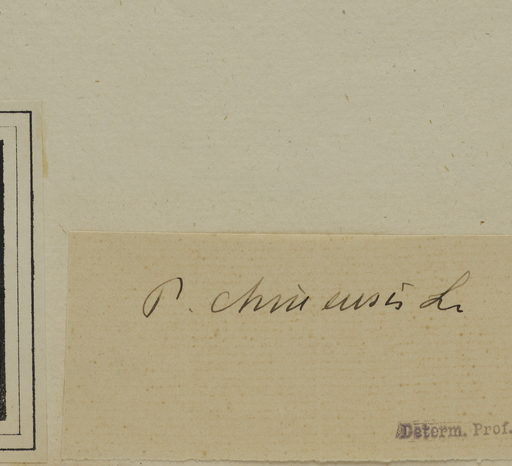 P. chinensis L.
Determ. Prof.